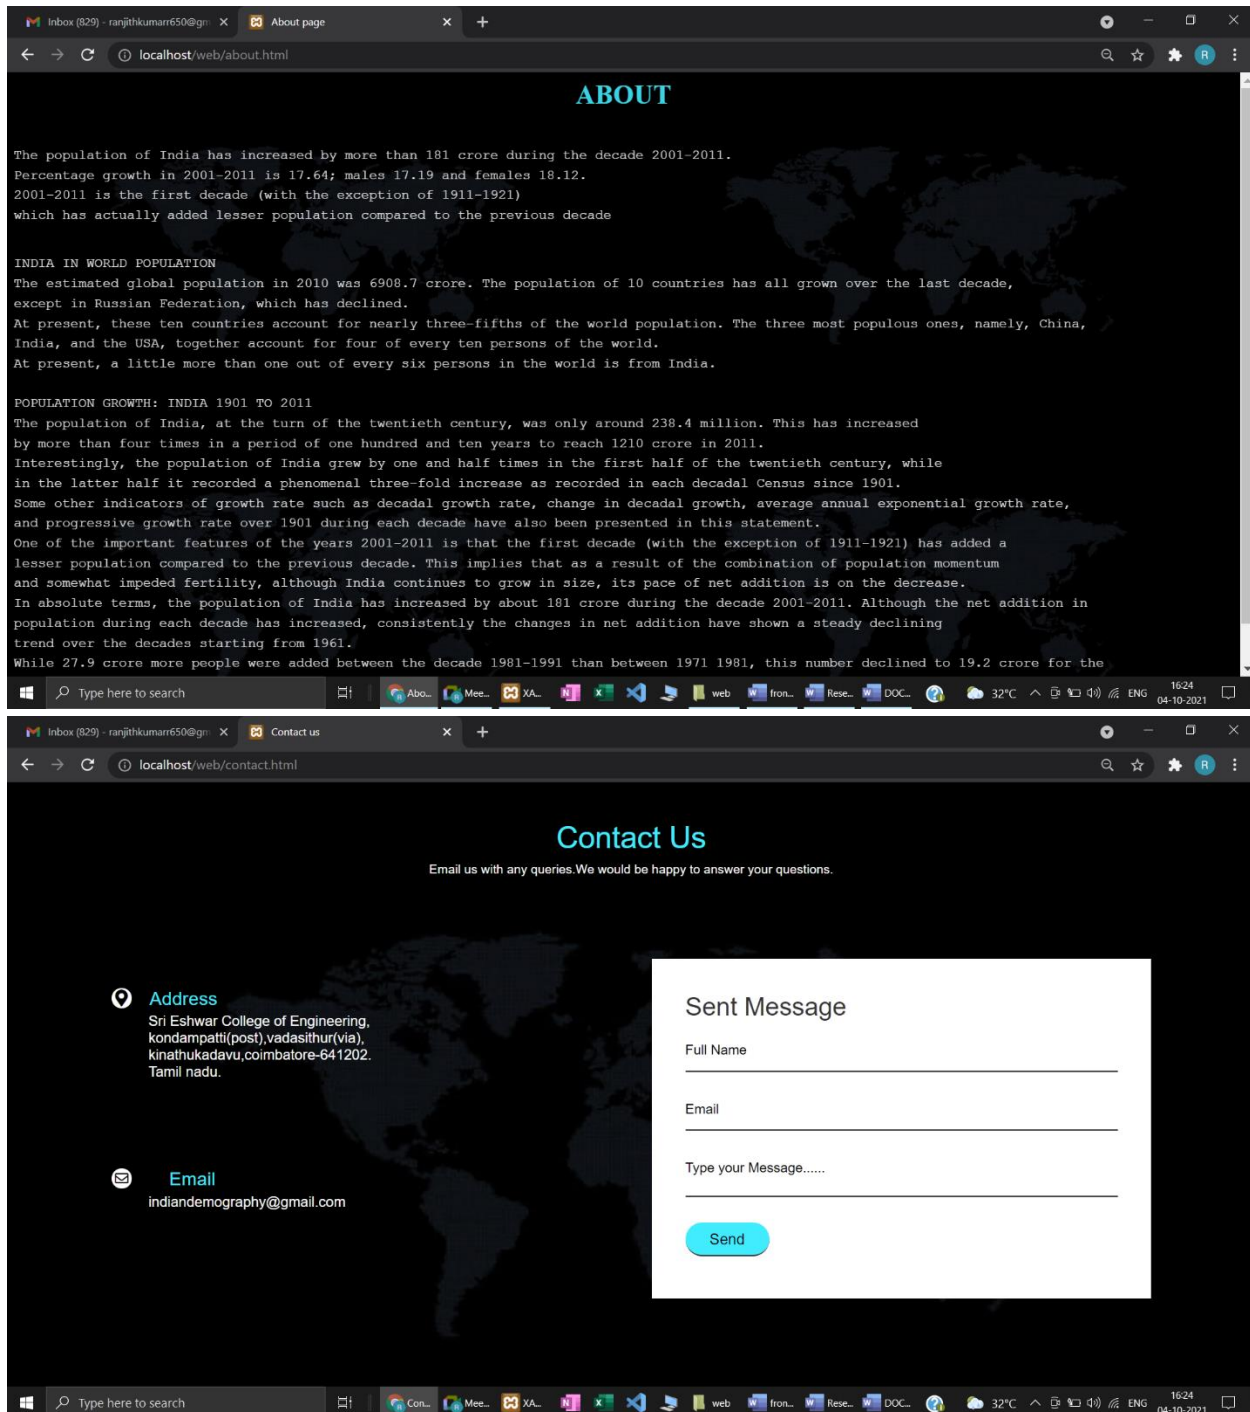 Inbox (829) - ranjithkumarr650@gm
About page
localhost/web/about.html
R
ABOUT
The population of India has increased by more than 181 crore during the decade 2001-2011.
Percentage growth in 2001-2011 is 17.64; males 17.19 and females 18.12.
2001-2011 is the first decade (with the exception of 1911-1921)
which has actually added lesser population compared to the previous decade
INDIA IN WORLD POPULATION
The estimated global population in 2010 was 6908.7 crore. The population of 10 countries has all grown over the last decade,
except in Russian Federation, which has declined.
At present, these ten countries account for nearly three-fifths of the world population. The three most populous ones, namely, China,
India, and the USA, together account for four of every ten persons of the world.
At present, a little more than one out of every six persons in the world is from India.
POPULATION GROWTH: INDIA 1901 TO 2011
The population of India, at the turn of the twentieth century, was only around 238.4 million. This has increased
by more than four times in a period of one hundred and ten years to reach 1210 crore in 2011.
Interestingly, the population of India grew by one and half times in the first half of the twentieth century, while
in the latter half it recorded a phenomenal three-fold increase as recorded in each decadal Census since 1901.
Some other indicators of growth rate such as decadal growth rate, change in decadal growth, average annual exponential growth rate,
and progressive growth rate over 1901 during each decade have also been presented in this statement.
One of the important features of the years 2001-2011 is that the first decade (with the exception of 1911-1921) has added a
lesser population compared to the previous decade. This implies that as a result of the combination of population momentum
and somewhat impeded fertility, although India continues to grow in size, its pace of net addition is on the decrease.
In absolute terms, the population of India has increased by about 181 crore during the decade 2001-2011. Although the net addition in
population during each decade has increased, consistently the changes in net addition have shown a steady declining
trend over the decades starting from 1961.
While 27.9 crore more people were added between the decade 1981-1991 than between 1971 1981, this number declined to 19.2 crore for the
Type here to search
Abo... Mee... XA... web fron... Rese... DOC... 32°C ENG 16:24
04-10-2021
Inbox (829) - ranjithkumarr650@gm
Contact us
localhost/web/contact.html
R
Contact Us
Email us with any queries.We would be happy to answer your questions.
Address
Sri Eshwar College of Engineering,
kondampatti(post),vadasithur(via),
kinathukadavu,coimbatore-641202.
Tamil nadu.
Email
indiandemography@gmail.com
Sent Message
Full Name
Email
Type your Message......
Send
Type here to search
Con... Mee... XA... web fron... Rese... DOC... 32°C ENG 16:24
04-10-2021